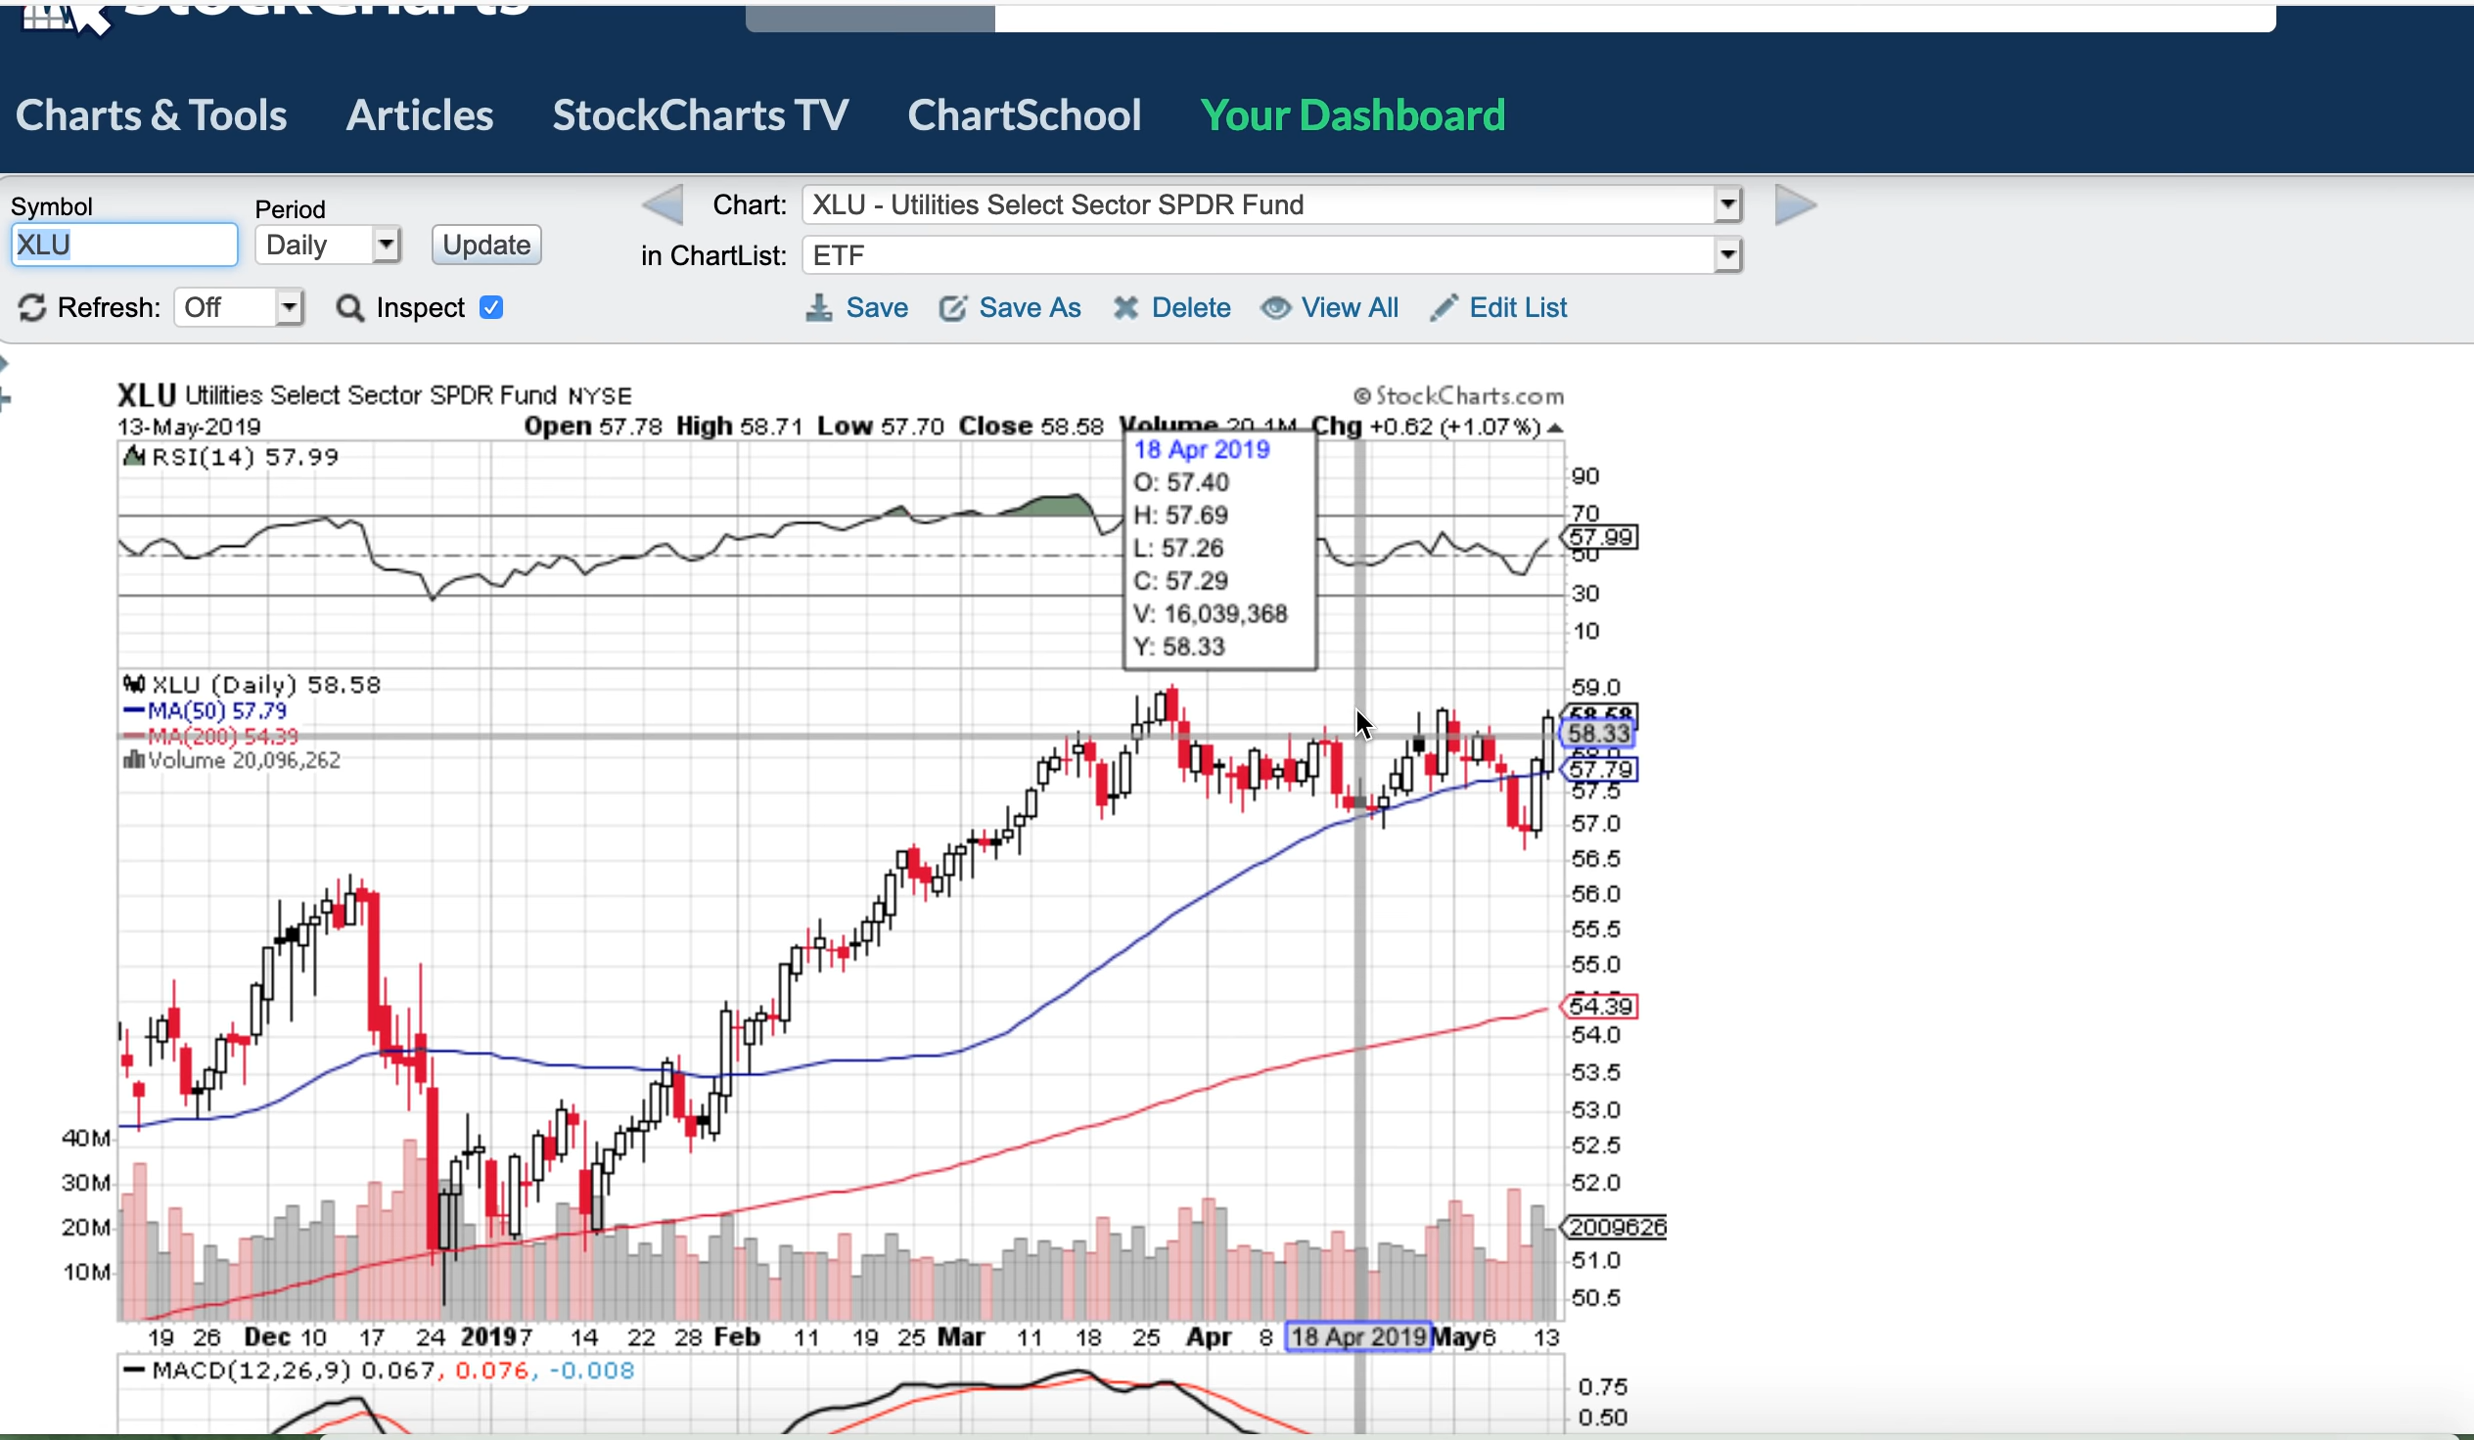 StockCharts
Charts & Tools Articles StockCharts TV ChartSchool Your Dashboard
Symbol Period Chart: XLU - Utilities Select Sector SPDR Fund
XLU Daily Update in ChartList: ETF
Refresh: Off Inspect Save Save As Delete View All Edit List
XLU Utilities Select Sector SPDR Fund NYSE © StockCharts.com
13-May-2019 Open 57.78 High 58.71 Low 57.70 Close 58.58 Volume 20.1M Chg +0.62 (+1.07%)
RSI(14) 57.99
18 Apr 2019
O: 57.40
H: 57.69
L: 57.26
C: 57.29
V: 16,039,368
Y: 58.33
90
70
57.99
50
30
10
XLU (Daily) 58.58
MA(50) 57.79
MA(200) 54.39
Volume 20,096,262
59.0
58.58
58.33
58.0
57.79
57.5
57.0
56.5
56.0
55.5
55.0
54.39
54.0
53.5
53.0
52.5
52.0
2009626
51.0
50.5
40M
30M
20M
10M
19 26 Dec 10 17 24 2019 7 14 22 28 Feb 11 19 25 Mar 11 18 25 Apr 8 18 Apr 2019 May 6 13
MACD(12,26,9) 0.067, 0.076, -0.008
0.75
0.50